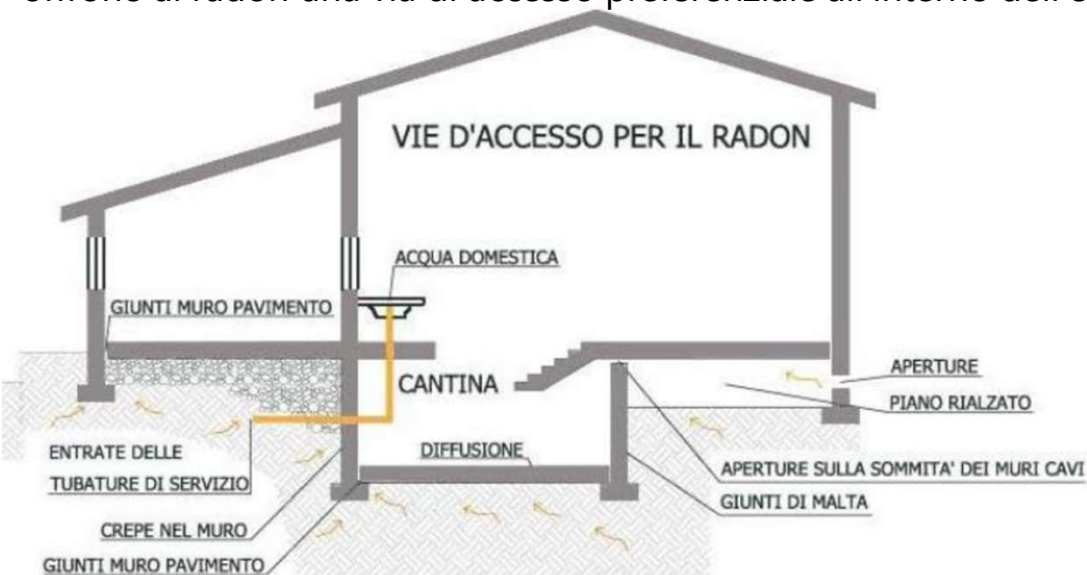 VIE D'ACCESSO PER IL RADON
ACQUA DOMESTICA
GIUNTI MURO PAVIMENTO
CANTINA
APERTURE
PIANO RIALZATO
ENTRATE DELLE
TUBATURE DI SERVIZIO
DIFFUSIONE
APERTURE SULLA SOMMITA' DEI MURI CAVI
GIUNTI DI MALTA
CREPE NEL MURO
GIUNTI MURO PAVIMENTO